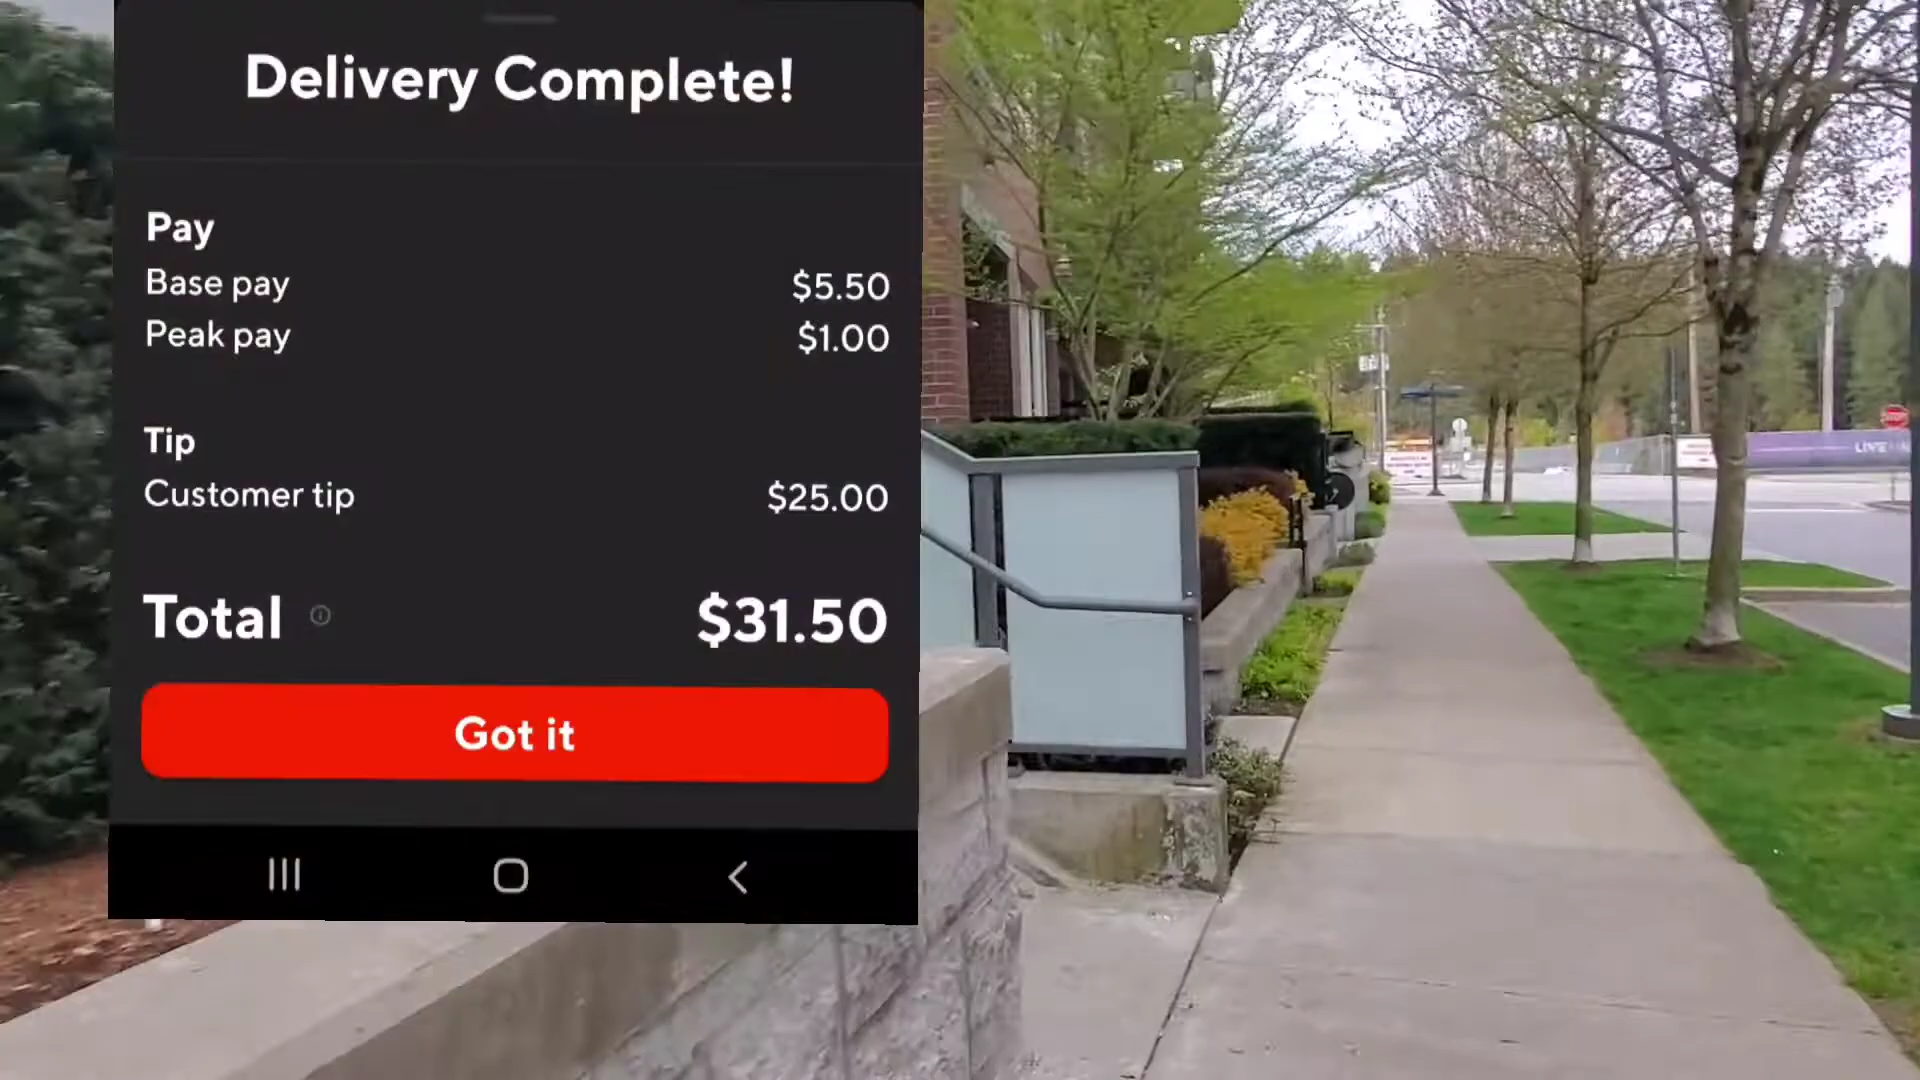 Delivery Complete!
Pay
Base pay $5.50
Peak pay $1.00
Tip
Customer tip $25.00
Total $31.50
Got it
LIVE